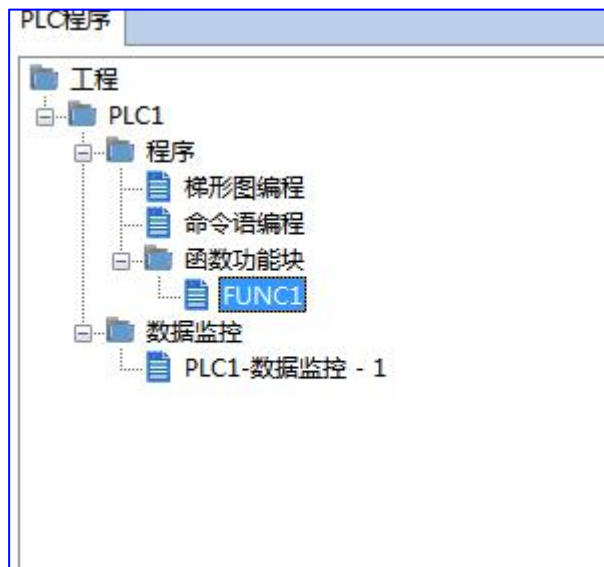 PLC程序
工程
PLC1
程序
梯形图编程
命令语编程
函数功能块
FUNC1
数据监控
PLC1-数据监控 - 1